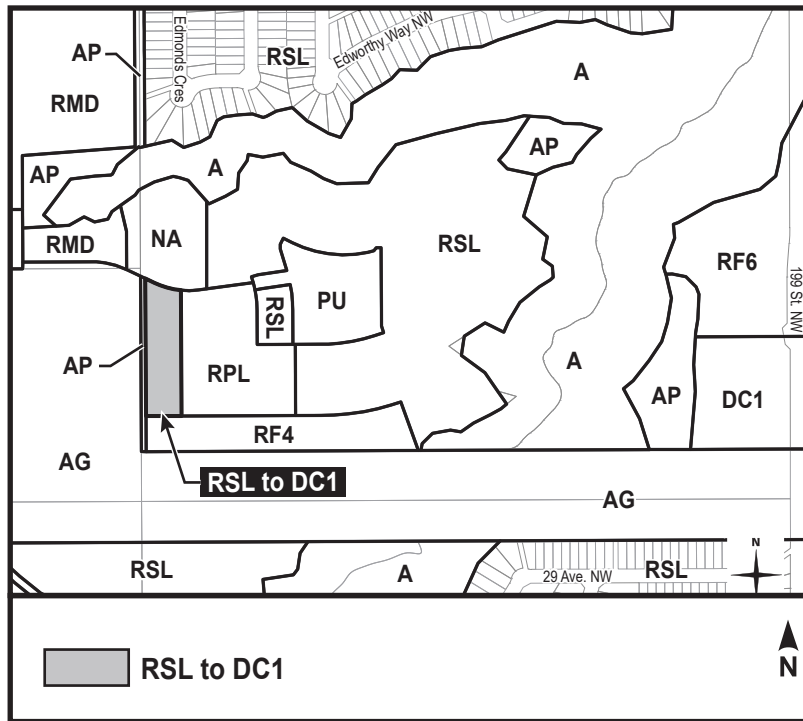 Edmonds Cres
RSL
Edworthy Way NW
AP
RMD
A
AP
AP
A
RMD
NA
RSL
RF6
199 St. NW
PU
RSL
AP
RPL
A
AP
DC1
RF4
AG
RSL to DC1
AG
RSL
A
29 Ave. NW
RSL
N
RSL to DC1
N